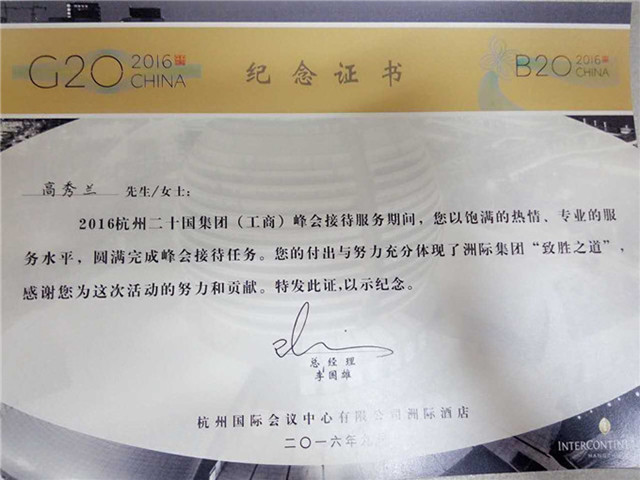 G20 2016 CHINA
纪念证书
B20 2016 CHINA
高秀兰 先生/女士：
2016杭州二十国集团（工商）峰会接待服务期间，您以饱满的热情、专业的服
务水平，圆满完成峰会接待任务。您的付出与努力充分体现了洲际集团“致胜之道”，
感谢您为这次活动的努力和贡献。特发此证,以示纪念。
总经理
李国雄
杭州国际会议中心有限公司洲际酒店
二〇一六年九
INTERCONTINE
HANGZ